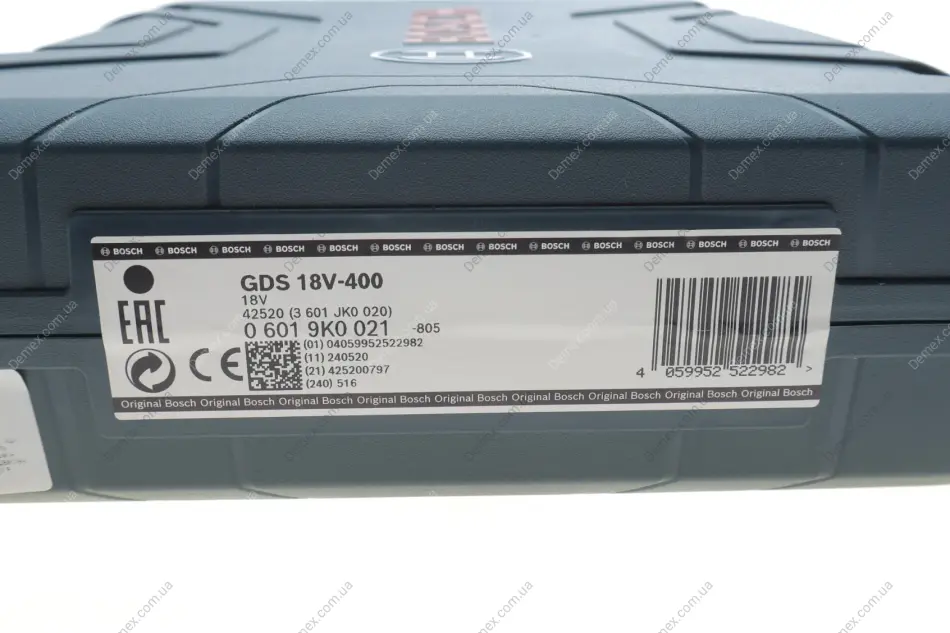 BOSCH
BOSCH BOSCH BOSCH BOSCH BOSCH BOSCH BOSCH BOSCH BOSCH BOSCH BOSCH BOSCH BOSCH BOSCH
GDS 18V-400
18V
42520 (3 601 JK0 020)
0 601 9K0 021 -805
(01) 04059952522982
(11) 240520
(21) 425200797
(240) 516
EAC
CE
4 059952 522982 >
Original Bosch Original Bosch Original Bosch Original Bosch Original Bosch Original Bosch Original Bosch Original Bosch Original Bosch
Demex.com.ua